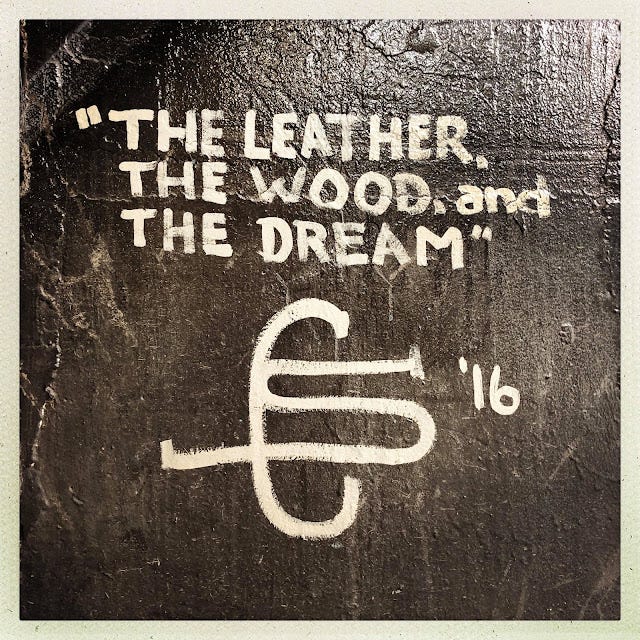 "THE LEATHER,
THE WOOD, and
THE DREAM"
'16